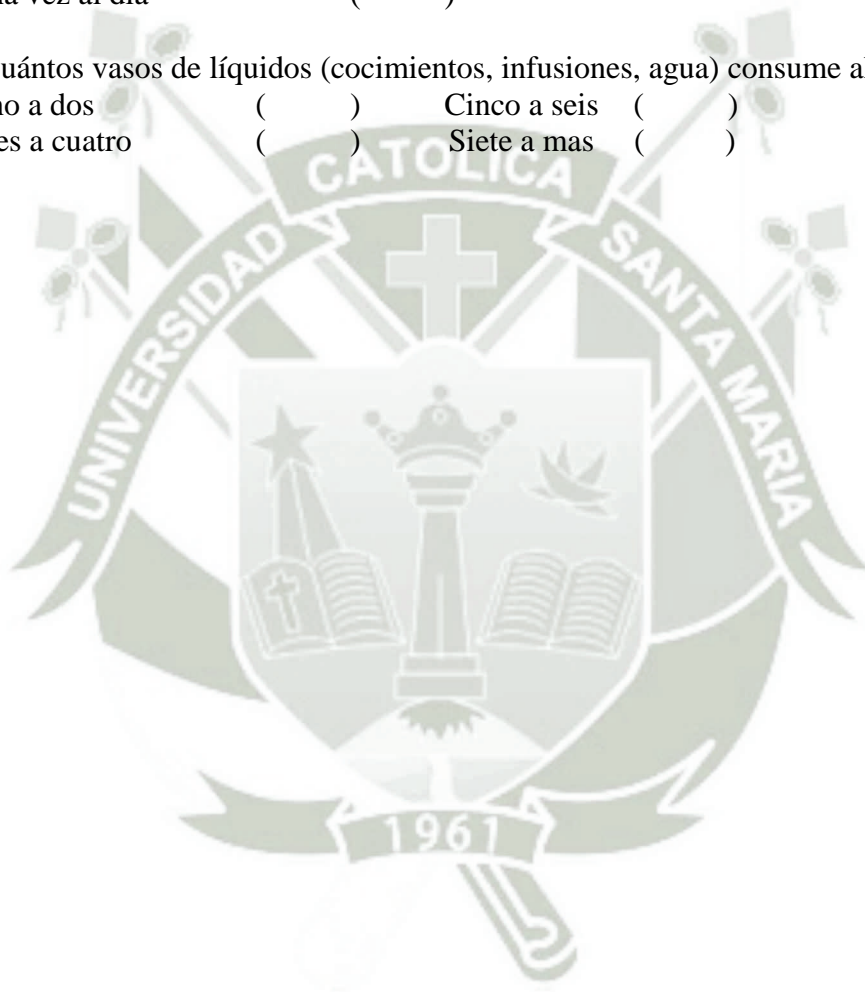 vez al día ( )
uántos vasos de líquidos (cocimientos, infusiones, agua) consume al
o a dos ( ) Cinco a seis ( )
es a cuatro ( ) Siete a mas ( )
CATOLICA
UNIVERSIDAD
SANTA MARIA
1961